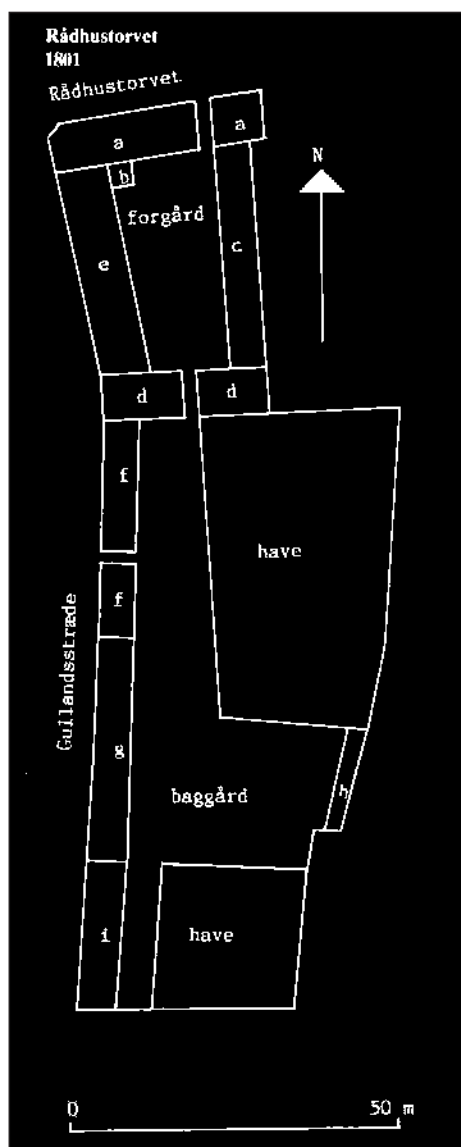 Rådhustorvet
1801
Rådhustorvet
a
a
N
b
forgård
e
c
d
d
f
have
f
Gullandsstræde
g
baggård
h
i
have
0
50 m